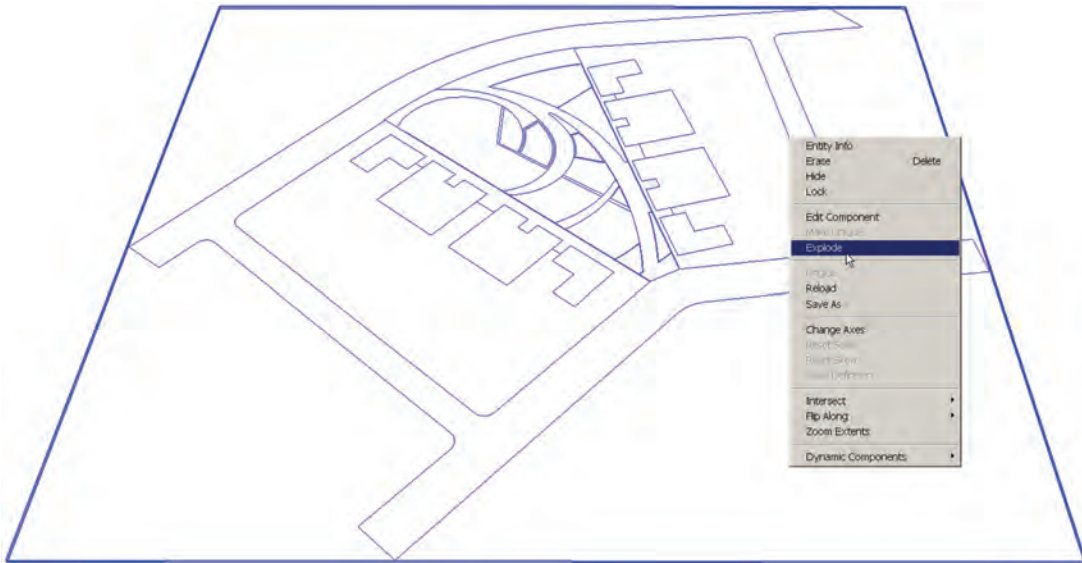 Entity Info
Erase Delete
Hide
Lock
Edit Component
Make Unique
Explode
Unglue
Reload
Save As
Change Axes
Reset Scale
Reset Skew
Scale Definition
Intersect
Flip Along
Zoom Extents
Dynamic Components